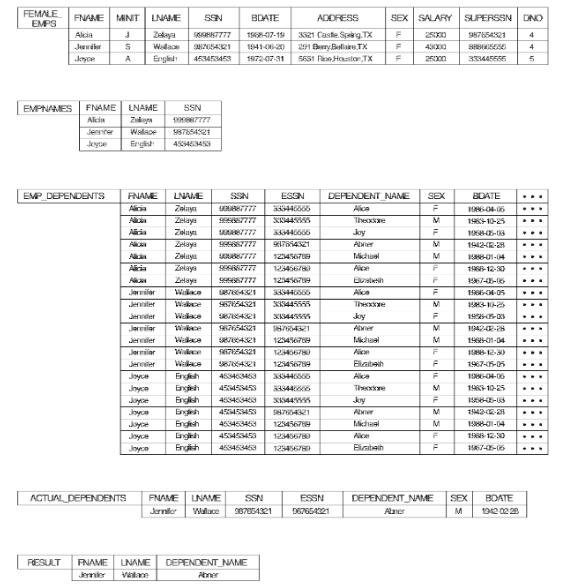 FEMALE_ EMPS FNAME MINIT LNAME SSN BDATE ADDRESS SEX SALARY SUPERSSN DNO
Alicia J Zelaya 999887777 1968-07-19 3321 Castle,Spring,TX F 25000 987654321 4
Jennifer S Wallace 987654321 1941-06-20 291 Berry,Bellaire,TX F 43000 888665555 4
Joyce A English 453453453 1972-07-31 5631 Rice,Houston,TX F 25000 333445555 5
EMPNAMES FNAME LNAME SSN
Alicia Zelaya 999887777
Jennifer Wallace 987654321
Joyce English 453453453
EMP_DEPENDENTS FNAME LNAME SSN ESSN DEPENDENT_NAME SEX BDATE • • •
Alicia Zelaya 999887777 333445555 Alice F 1986-04-05 • • •
Alicia Zelaya 999887777 333445555 Theodore M 1983-10-25 • • •
Alicia Zelaya 999887777 333445555 Joy F 1958-05-03 • • •
Alicia Zelaya 999887777 987654321 Abner M 1942-02-28 • • •
Alicia Zelaya 999887777 123456789 Michael M 1988-01-04 • • •
Alicia Zelaya 999887777 123456789 Alice F 1988-12-30 • • •
Alicia Zelaya 999887777 123456789 Elizabeth F 1967-05-05 • • •
Jennifer Wallace 987654321 333445555 Alice F 1986-04-05 • • •
Jennifer Wallace 987654321 333445555 Theodore M 1983-10-25 • • •
Jennifer Wallace 987654321 333445555 Joy F 1958-05-03 • • •
Jennifer Wallace 987654321 987654321 Abner M 1942-02-28 • • •
Jennifer Wallace 987654321 123456789 Michael M 1988-01-04 • • •
Jennifer Wallace 987654321 123456789 Alice F 1988-12-30 • • •
Jennifer Wallace 987654321 123456789 Elizabeth F 1967-05-05 • • •
Joyce English 453453453 333445555 Alice F 1986-04-05 • • •
Joyce English 453453453 333445555 Theodore M 1983-10-25 • • •
Joyce English 453453453 333445555 Joy F 1958-05-03 • • •
Joyce English 453453453 987654321 Abner M 1942-02-28 • • •
Joyce English 453453453 123456789 Michael M 1988-01-04 • • •
Joyce English 453453453 123456789 Alice F 1988-12-30 • • •
Joyce English 453453453 123456789 Elizabeth F 1967-05-05 • • •
ACTUAL_DEPENDENTS FNAME LNAME SSN ESSN DEPENDENT_NAME SEX BDATE
Jennifer Wallace 987654321 987654321 Abner M 1942-02-28
RESULT FNAME LNAME DEPENDENT_NAME
Jennifer Wallace Abner